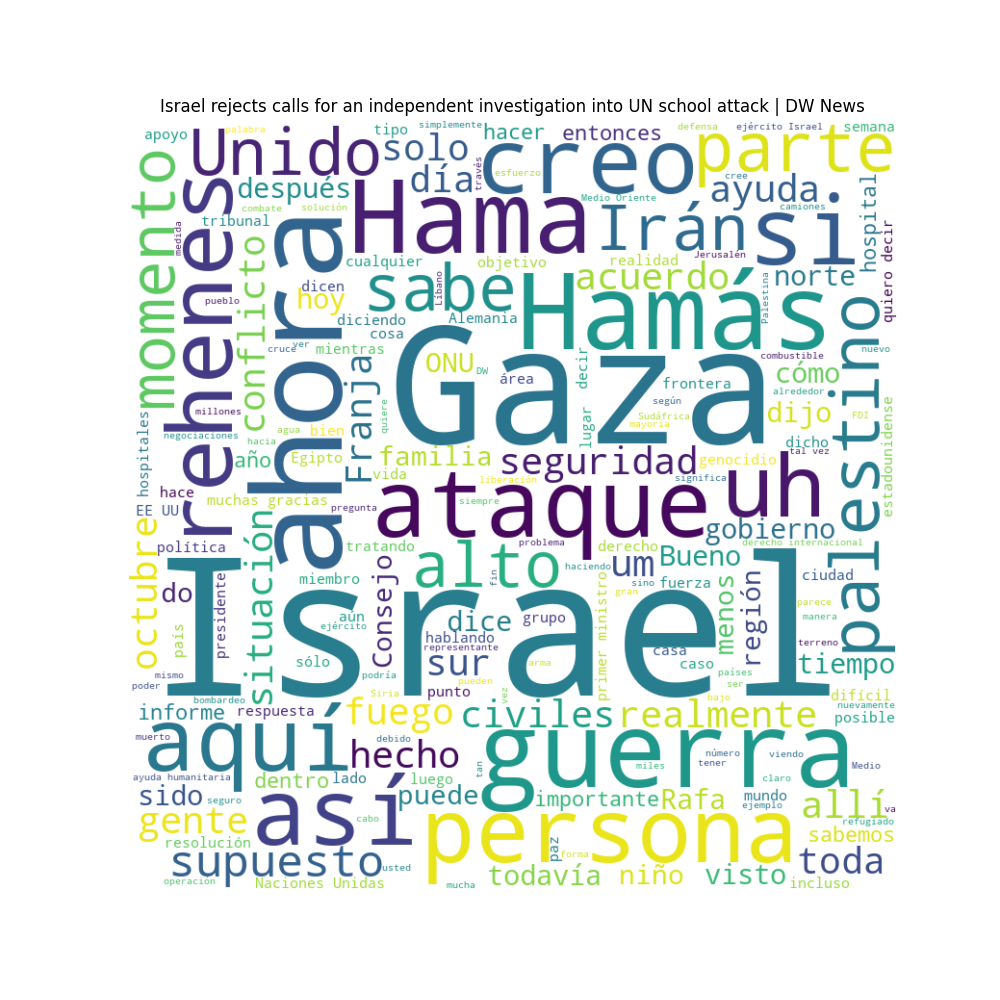 Israel rejects calls for an independent investigation into UN school attack | DW News
apoyo
palabra
tipo
simplemente
hacer
entonces
defensa
ejército Israel
semana
Unido
solo
creo
parte
momento
después
día
través
esfuerzo
Medio Oriente
ayuda
cree
camiones
hospital
combate
solución
tribunal
Hama
Irán
si
medida
rehenes
ahora
conflicto
cualquier
objetivo
realidad
Jerusalén
quiero decir
dicen
hoy
sabe
Líbano
acuerdo
norte
pueblo
diciendo
Alemania
Hamás
Palestina
palestino
cosa
cruce
ver
mientras
Gaza
ONU
DW
área
decir
frontera
combustible
nuevo
cómo
alrededor
Franja
millones
quiere
según
lugar
Sudáfrica
mayoría
dijo
FDI
estadounidense
hospitales
negociaciones
agua
hacia
bien
dicho
tal vez
año
Egipto
familia
seguridad
genocidio
vida
liberación
significa
hace
muchas gracias
EE UU
pregunta
ataque
siempre
uh
octubre
gobierno
política
situación
tratando
problema
derecho
derecho internacional
alto
um
Bueno
haciendo
fin
presidente
miembro
Consejo
sino
fuerza
menos
región
ciudad
do
Israel
gran
primer ministro
parece
aún
dice
grupo
manera
ejército
hablando
representante
casa
terreno
país
sólo
sur
arma
caso
tiempo
mismo
podría
pueden
países
poder
Siria
punto
ser
difícil
bombardeo
vez
bajo
nuevamente
informe
respuesta
fuego
civiles
realmente
posible
muerto
aquí
debido
hecho
guerra
número
tener
viendo
Medio
ayuda humanitaria
dentro
lado
luego
tan
miles
claro
sido
seguro
puede
importante
Rafa
mundo
ejemplo
allí
va
gente
así
cabo
persona
refugiado
sabemos
resolución
supuesto
usted
paz
forma
toda
operación
Naciones Unidas
mucha
todavía
niño
visto
incluso